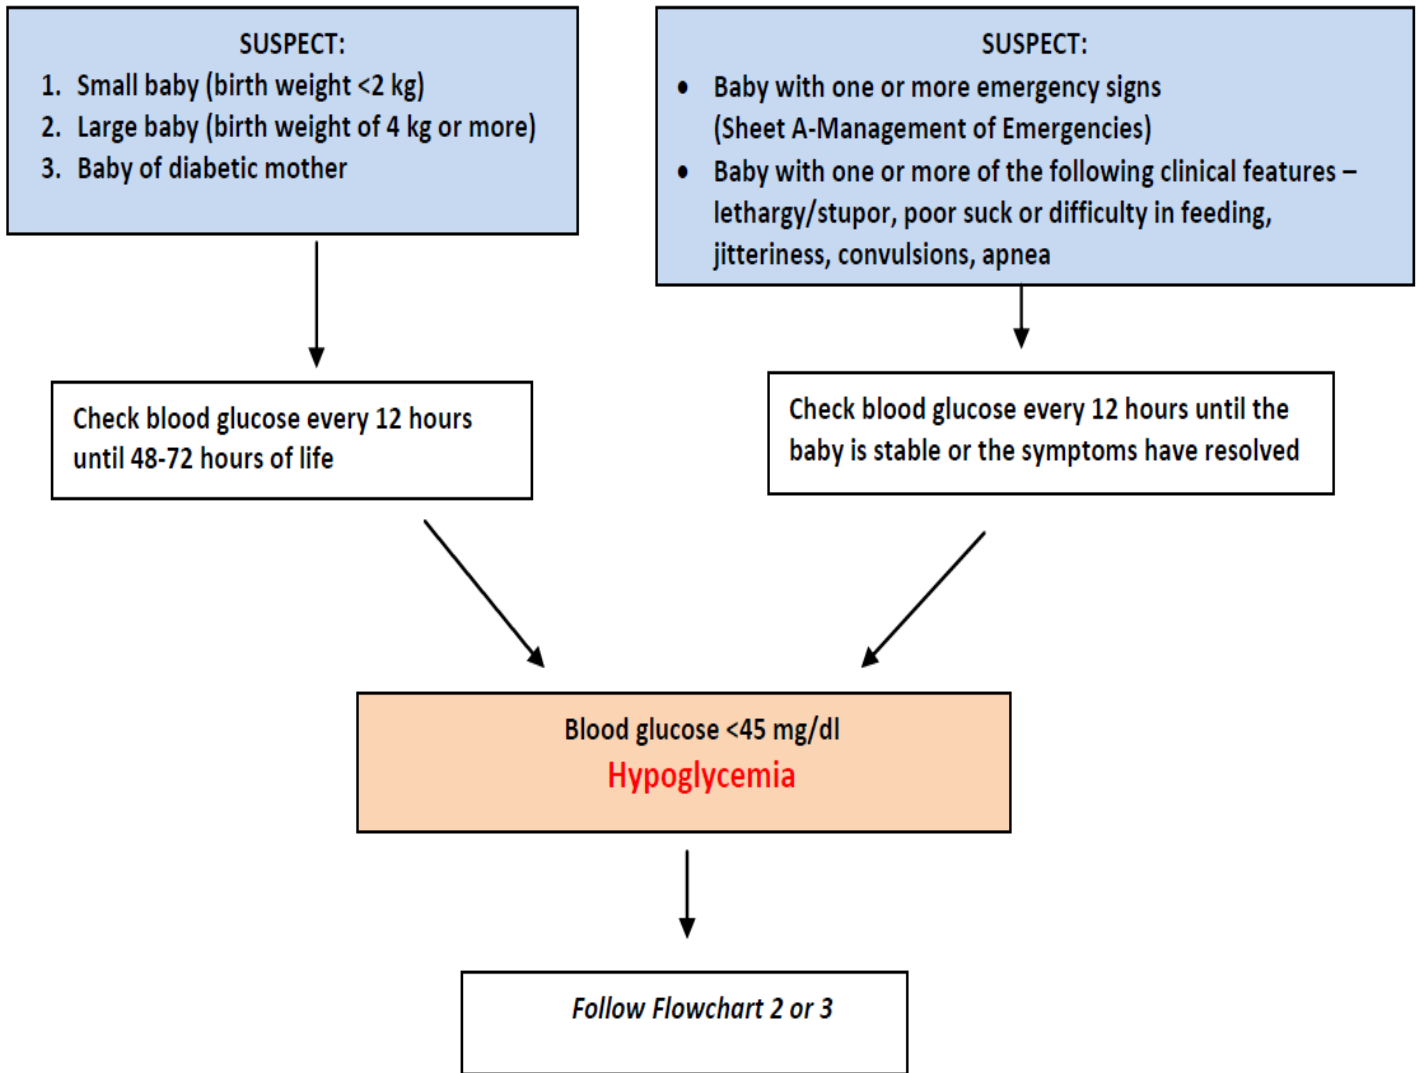 SUSPECT:
1. Small baby (birth weight <2 kg)
2. Large baby (birth weight of 4 kg or more)
3. Baby of diabetic mother
SUSPECT:
• Baby with one or more emergency signs
(Sheet A-Management of Emergencies)
• Baby with one or more of the following clinical features –
lethargy/stupor, poor suck or difficulty in feeding,
jitteriness, convulsions, apnea
Check blood glucose every 12 hours
until 48-72 hours of life
Check blood glucose every 12 hours until the
baby is stable or the symptoms have resolved
Blood glucose <45 mg/dl
Hypoglycemia
Follow Flowchart 2 or 3